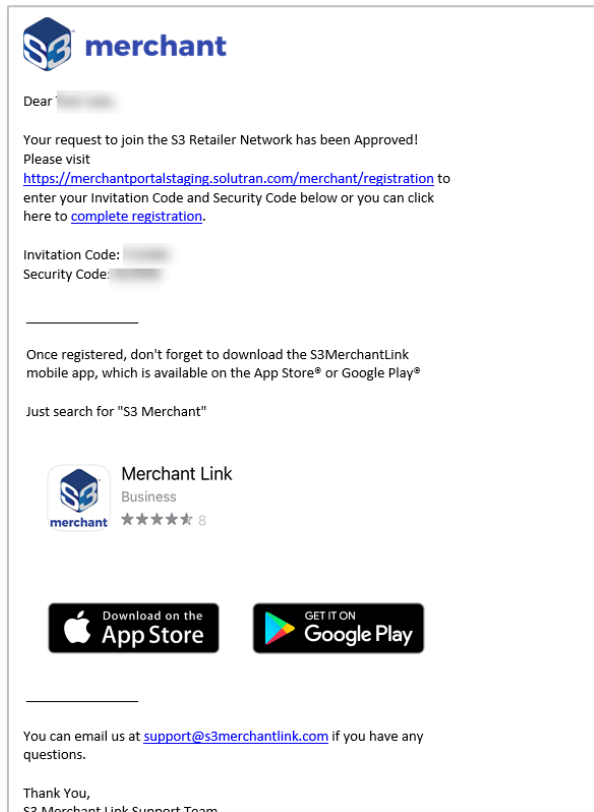 S3 merchant
Dear
Your request to join the S3 Retailer Network has been Approved!
Please visit
https://merchantportalstaging.solutran.com/merchant/registration to
enter your Invitation Code and Security Code below or you can click
here to complete registration.
Invitation Code:
Security Code:
Once registered, don't forget to download the S3MerchantLink
mobile app, which is available on the App Store® or Google Play®
Just search for "S3 Merchant"
S3 merchant
Merchant Link
Business
8
Download on the
App Store
GET IT ON
Google Play
You can email us at support@s3merchantlink.com if you have any
questions.
Thank You,
S3 Merchant Link Support Team